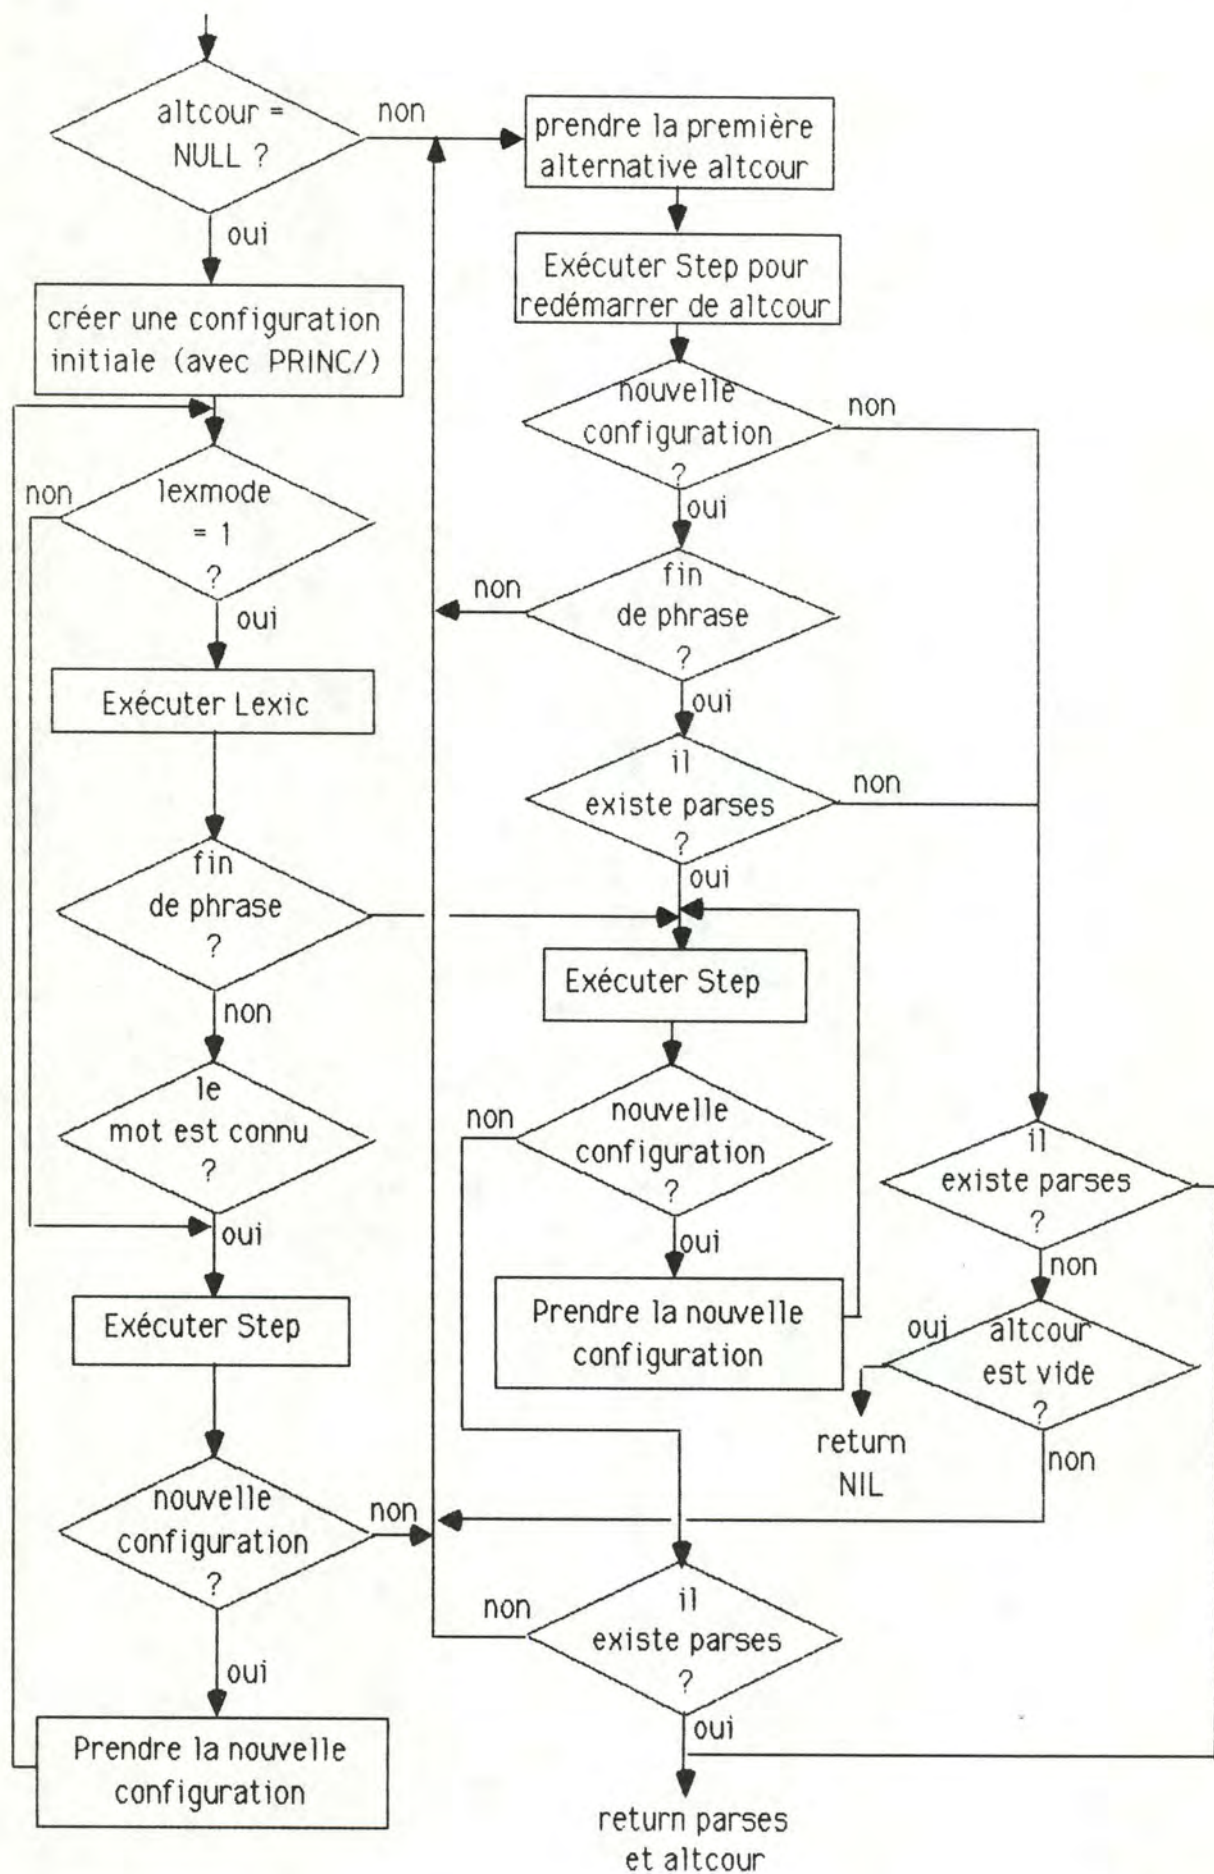 altcour =
NULL ?
non
oui
créer une configuration
initiale (avec PRINC/)
non
lexmode
= 1
?
oui
Exécuter Lexic
fin
de phrase
?
non
le
mot est connu
?
oui
Exécuter Step
nouvelle
configuration
?
non
oui
Prendre la nouvelle
configuration
prendre la première
alternative altcour
Exécuter Step pour
redémarrer de altcour
nouvelle
configuration
?
non
oui
fin
de phrase
?
non
oui
il
existe parses
?
non
oui
Exécuter Step
nouvelle
configuration
?
non
oui
Prendre la nouvelle
configuration
il
existe parses
?
non
altcour
est vide
?
oui
return
NIL
non
il
existe parses
?
non
oui
return parses
et altcour